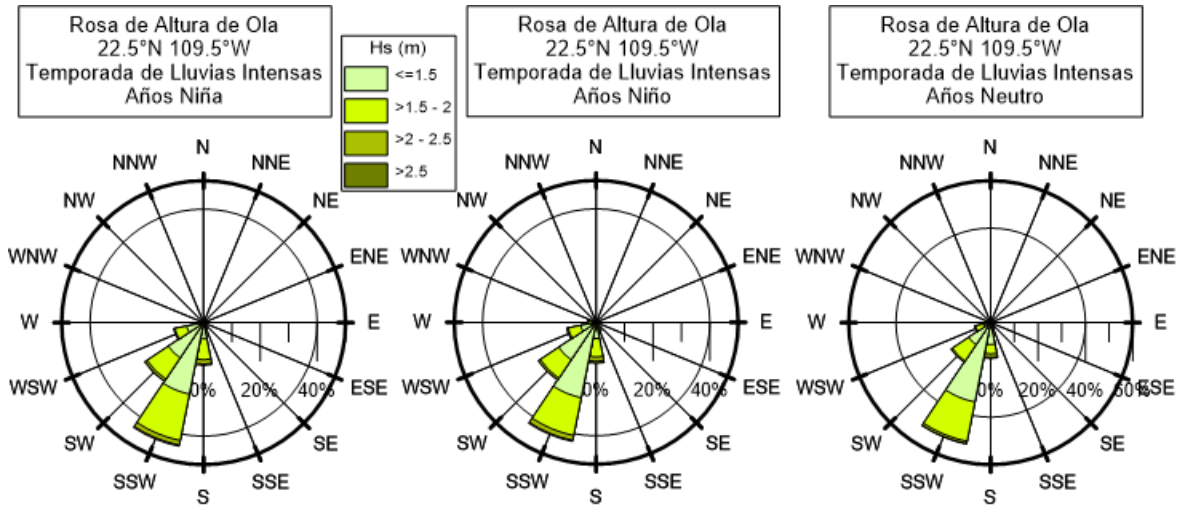 Rosa de Altura de Ola
22.5°N 109.5°W
Temporada de Lluvias Intensas
Años Niña
Hs (m)
<=1.5
>1.5 - 2
>2 - 2.5
>2.5
Rosa de Altura de Ola
22.5°N 109.5°W
Temporada de Lluvias Intensas
Años Niño
Rosa de Altura de Ola
22.5°N 109.5°W
Temporada de Lluvias Intensas
Años Neutro
N
NNE
NE
ENE
E
ESE
SE
SSE
S
SSW
SW
WSW
W
WNW
NW
NNW
0% 20% 40%
N
NNE
NE
ENE
E
ESE
SE
SSE
S
SSW
SW
WSW
W
WNW
NW
NNW
0% 20% 40%
N
NNE
NE
ENE
E
ESE
SE
SSE
S
SSW
SW
WSW
W
WNW
NW
NNW
0% 20% 40% 60%